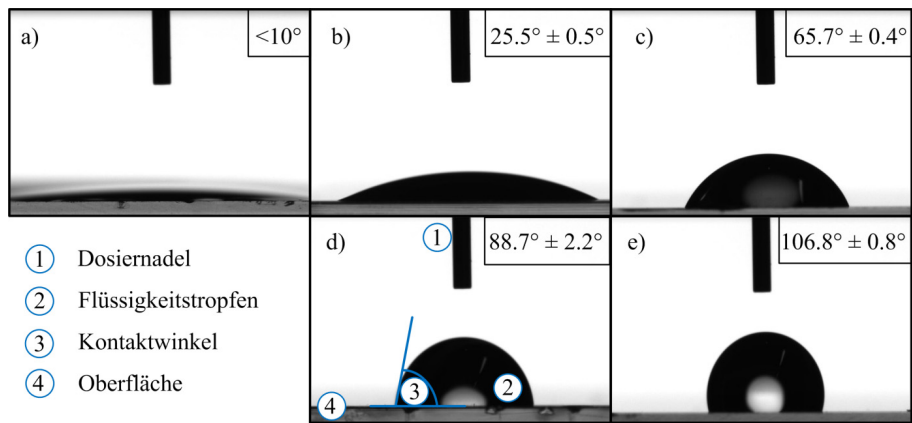 a)
<10°
b)
25.5° ± 0.5°
c)
65.7° ± 0.4°
d)
1
88.7° ± 2.2°
e)
106.8° ± 0.8°
3
2
4
1 Dosiernadel
2 Flüssigkeitstropfen
3 Kontaktwinkel
4 Oberfläche